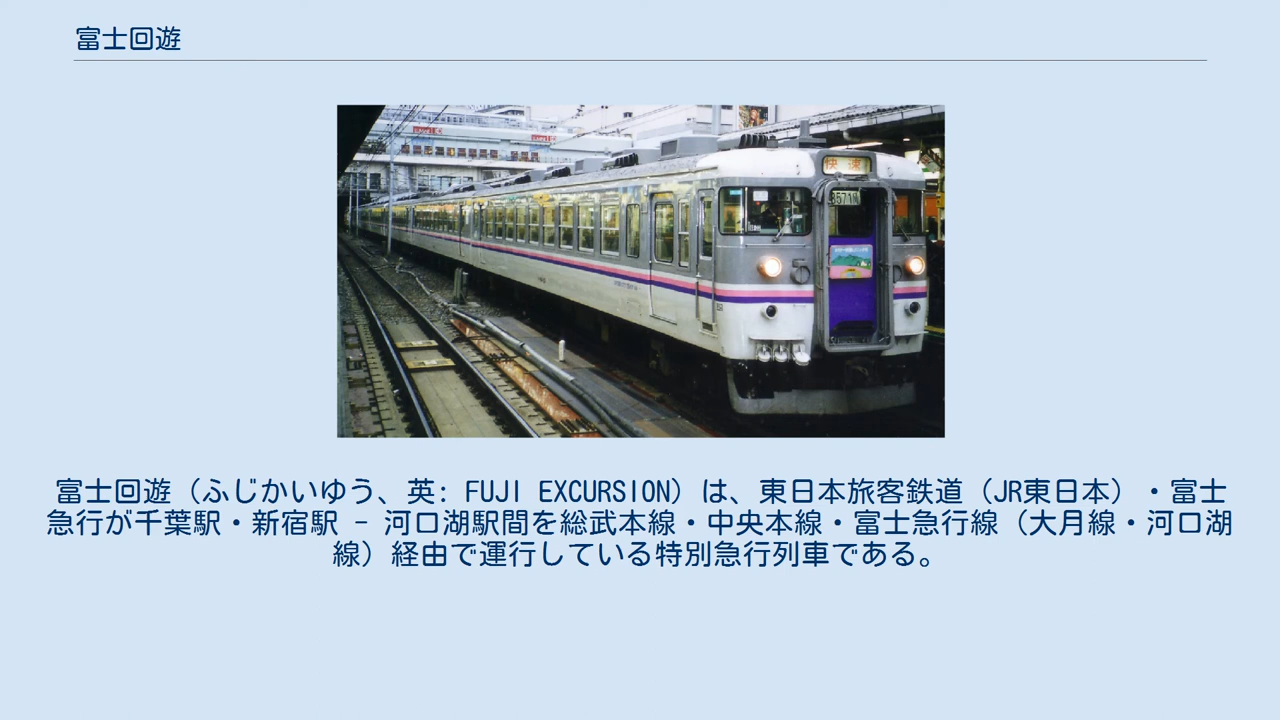 富士回遊
快速
富士回遊（ふじかいゆう、英: FUJI EXCURSION）は、東日本旅客鉄道（JR東日本）・富士
急行が千葉駅・新宿駅 - 河口湖駅間を総武本線・中央本線・富士急行線（大月線・河口湖
線）経由で運行している特別急行列車である。